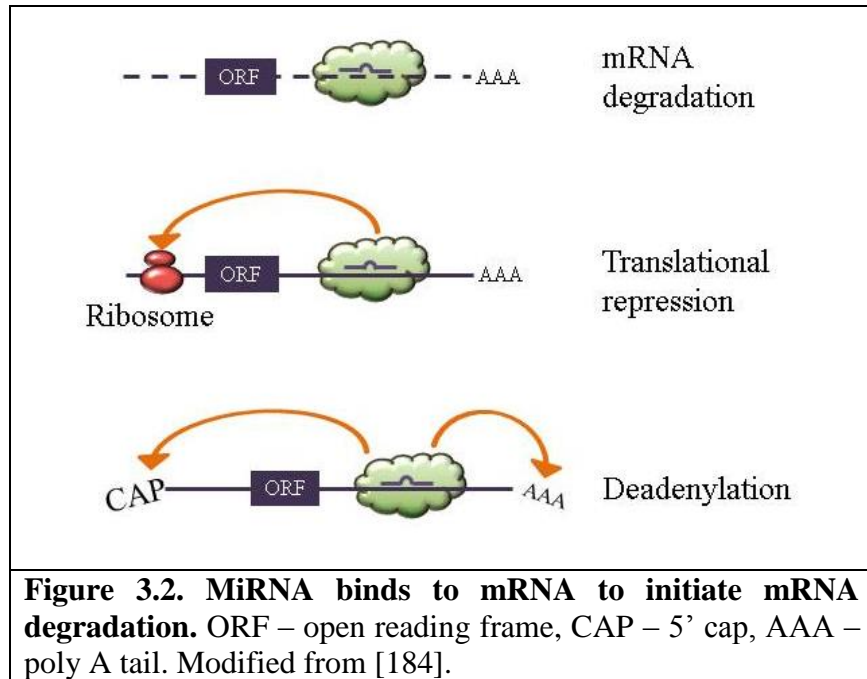 ORF AAA mRNA
degradation
ORF AAA Translational
repression
Ribosome
CAP ORF AAA Deadenylation
Figure 3.2. MiRNA binds to mRNA to initiate mRNA
degradation. ORF – open reading frame, CAP – 5’ cap, AAA –
poly A tail. Modified from [184].